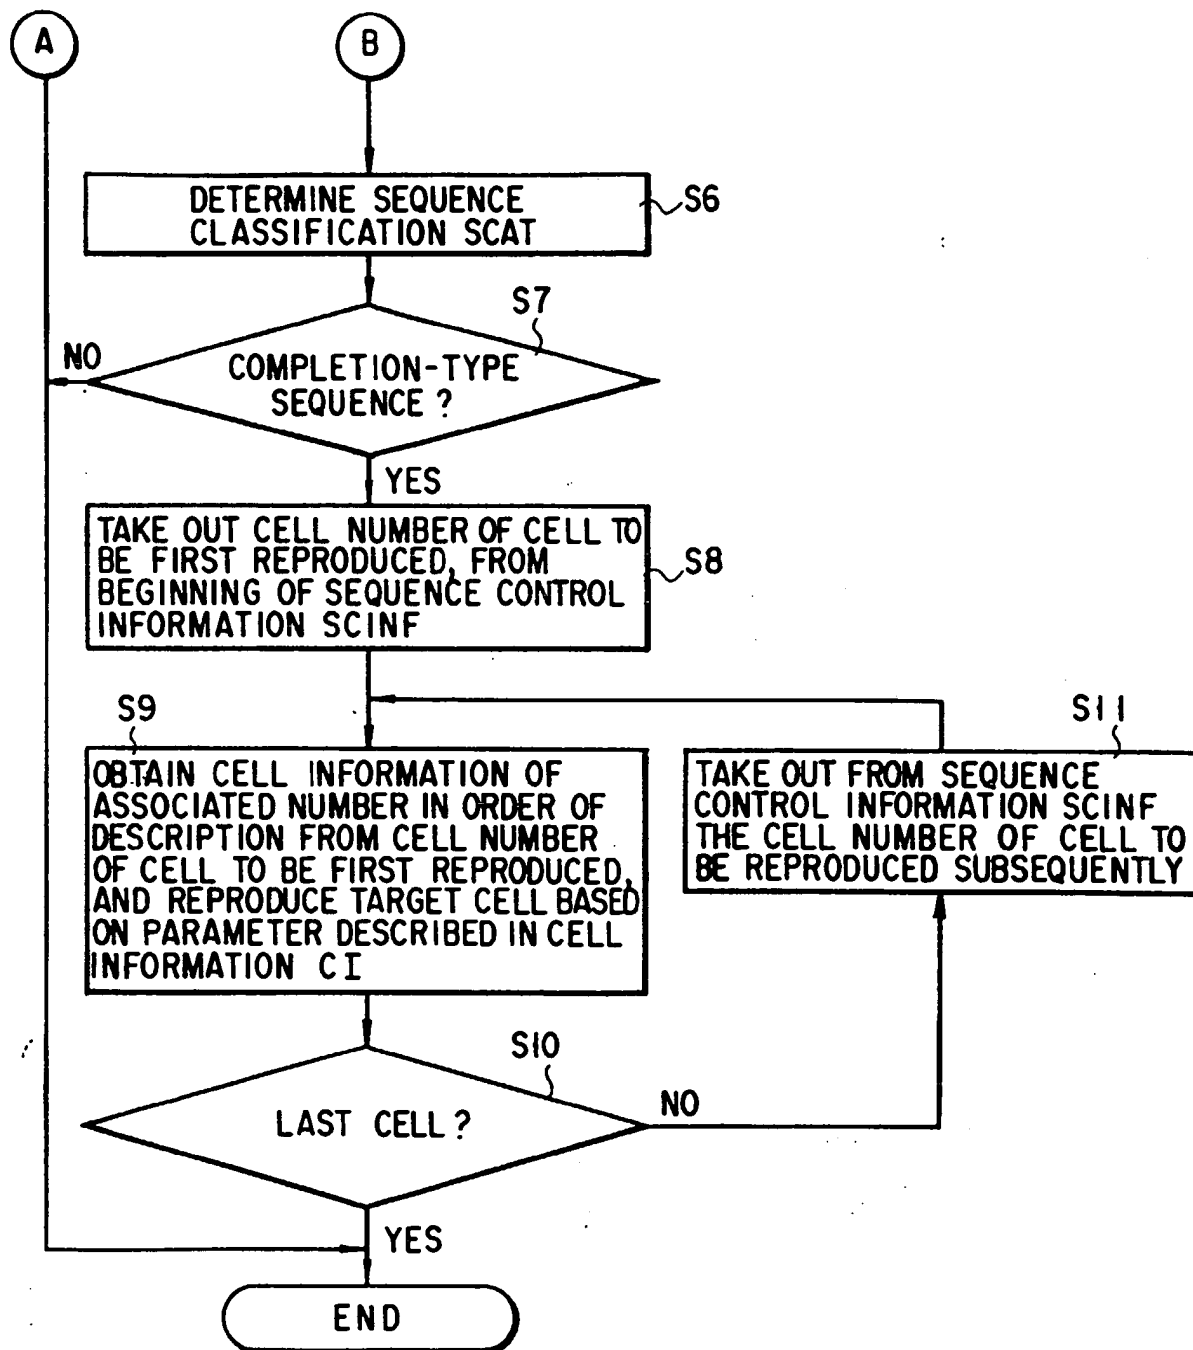 A
B
DETERMINE SEQUENCE
CLASSIFICATION SCAT
S6
S7
NO
COMPLETION-TYPE
SEQUENCE ?
YES
TAKE OUT CELL NUMBER OF CELL TO
BE FIRST REPRODUCED, FROM
BEGINNING OF SEQUENCE CONTROL
INFORMATION SCINF
S8
S9
OBTAIN CELL INFORMATION OF
ASSOCIATED NUMBER IN ORDER OF
DESCRIPTION FROM CELL NUMBER
OF CELL TO BE FIRST REPRODUCED,
AND REPRODUCE TARGET CELL BASED
ON PARAMETER DESCRIBED IN CELL
INFORMATION CI
S11
TAKE OUT FROM SEQUENCE
CONTROL INFORMATION SCINF
THE CELL NUMBER OF CELL TO
BE REPRODUCED SUBSEQUENTLY
S10
LAST CELL ?
NO
YES
END